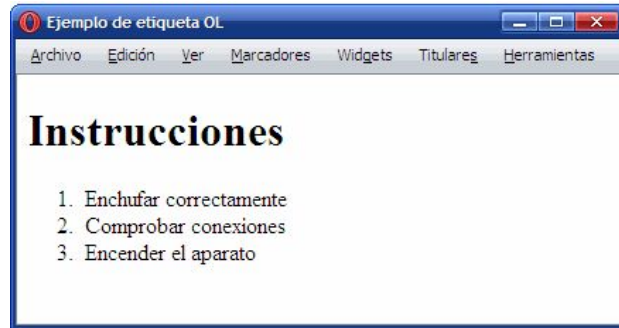 Ejemplo de etiqueta OL
Archivo Edición Ver Marcadores Widgets Titulares Herramientas
Instrucciones
1. Enchufar correctamente
2. Comprobar conexiones
3. Encender el aparato